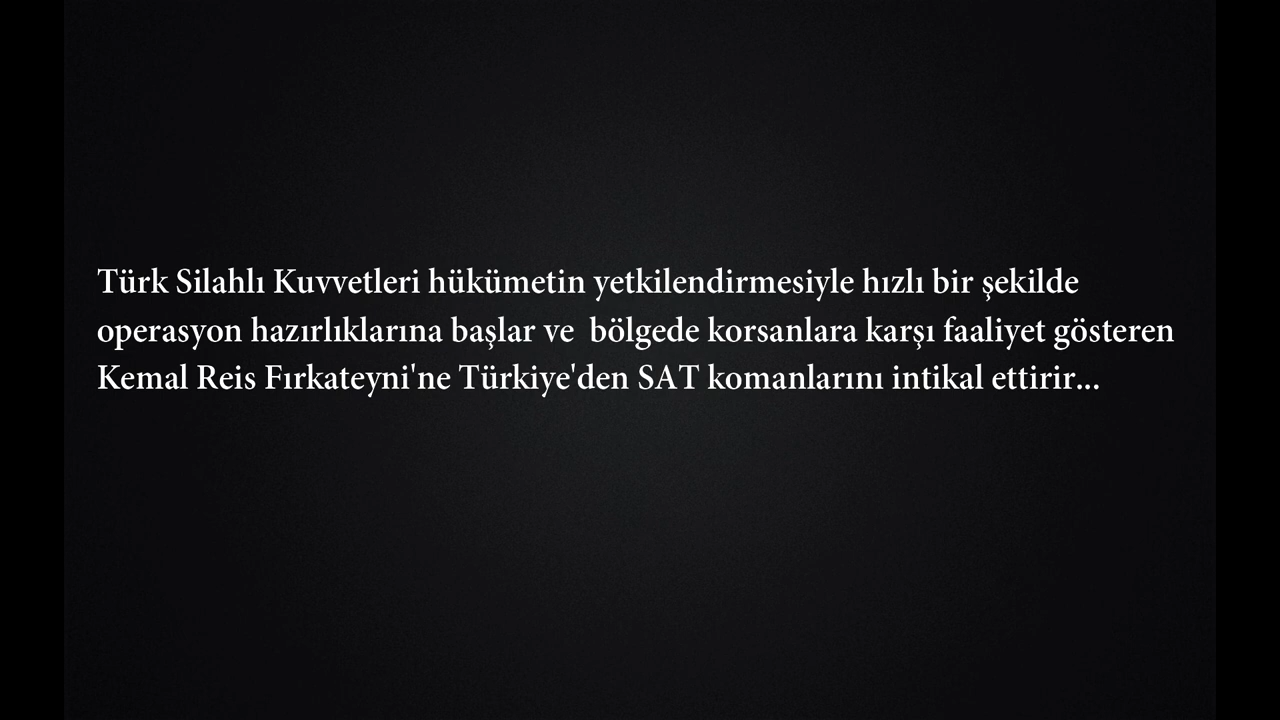 Türk Silahlı Kuvvetleri hükümetin yetkilendirmesiyle hızlı bir şekilde
operasyon hazırlıklarına başlar ve  bölgede korsanlara karşı faaliyet gösteren
Kemal Reis Fırkateyni'ne Türkiye'den SAT komanlarını intikal ettirir...